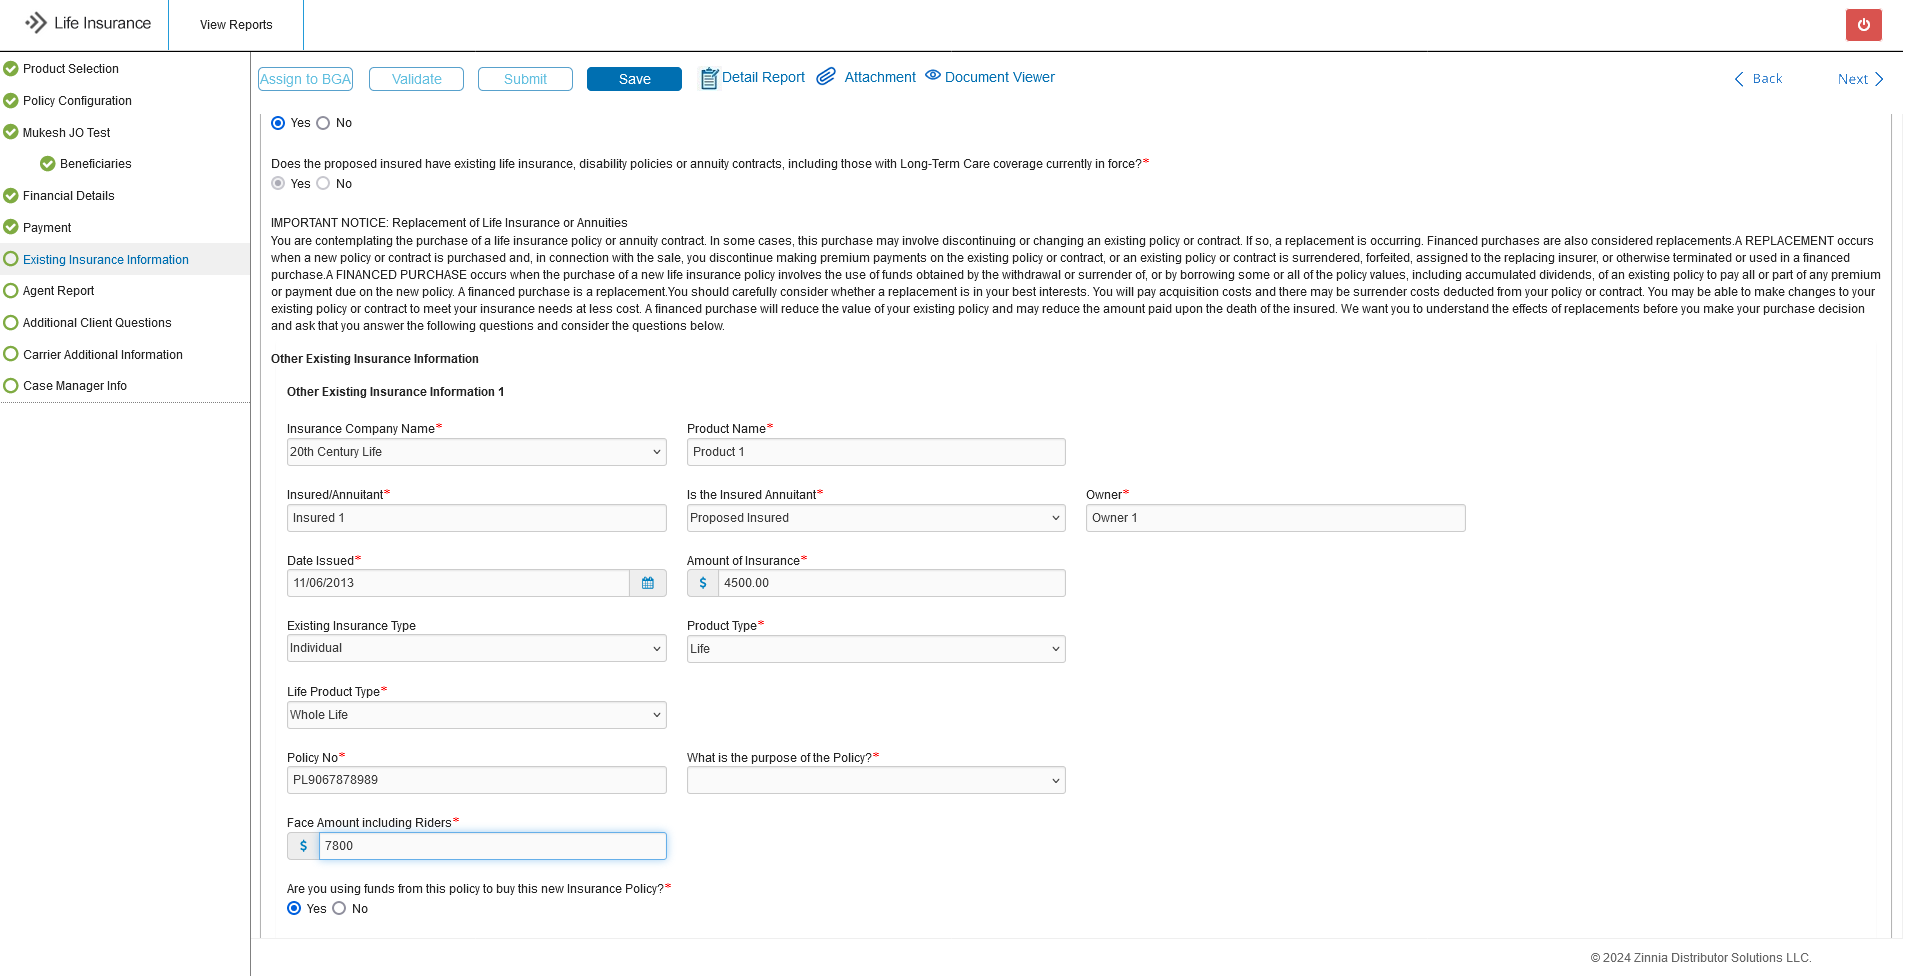 Life Insurance
View Reports
Product Selection
Policy Configuration
Mukesh JO Test
Beneficiaries
Financial Details
Payment
Existing Insurance Information
Agent Report
Additional Client Questions
Carrier Additional Information
Case Manager Info
Assign to BGA
Validate
Submit
Save
Detail Report
Attachment
Document Viewer
Back
Next
Yes No
Does the proposed insured have existing life insurance, disability policies or annuity contracts, including those with Long-Term Care coverage currently in force?*
Yes No
IMPORTANT NOTICE: Replacement of Life Insurance or Annuities
You are contemplating the purchase of a life insurance policy or annuity contract. In some cases, this purchase may involve discontinuing or changing an existing policy or contract. If so, a replacement is occurring. Financed purchases are also considered replacements.A REPLACEMENT occurs
when a new policy or contract is purchased and, in connection with the sale, you discontinue making premium payments on the existing policy or contract, or an existing policy or contract is surrendered, forfeited, assigned to the replacing insurer, or otherwise terminated or used in a financed
purchase.A FINANCED PURCHASE occurs when the purchase of a new life insurance policy involves the use of funds obtained by the withdrawal or surrender of, or by borrowing some or all of the policy values, including accumulated dividends, of an existing policy to pay all or part of any premium
or payment due on the new policy. A financed purchase is a replacement.You should carefully consider whether a replacement is in your best interests. You will pay acquisition costs and there may be surrender costs deducted from your policy or contract. You may be able to make changes to your
existing policy or contract to meet your insurance needs at less cost. A financed purchase will reduce the value of your existing policy and may reduce the amount paid upon the death of the insured. We want you to understand the effects of replacements before you make your purchase decision
and ask that you answer the following questions and consider the questions below.
Other Existing Insurance Information
Other Existing Insurance Information 1
Insurance Company Name*
20th Century Life
Product Name*
Product 1
Insured/Annuitant*
Insured 1
Is the Insured Annuitant*
Proposed Insured
Owner*
Owner 1
Date Issued*
11/06/2013
Amount of Insurance*
$ 4500.00
Existing Insurance Type
Individual
Product Type*
Life
Life Product Type*
Whole Life
Policy No*
PL9067878989
What is the purpose of the Policy?*
Face Amount including Riders*
$ 7800
Are you using funds from this policy to buy this new Insurance Policy?*
Yes No
© 2024 Zinnia Distributor Solutions LLC.